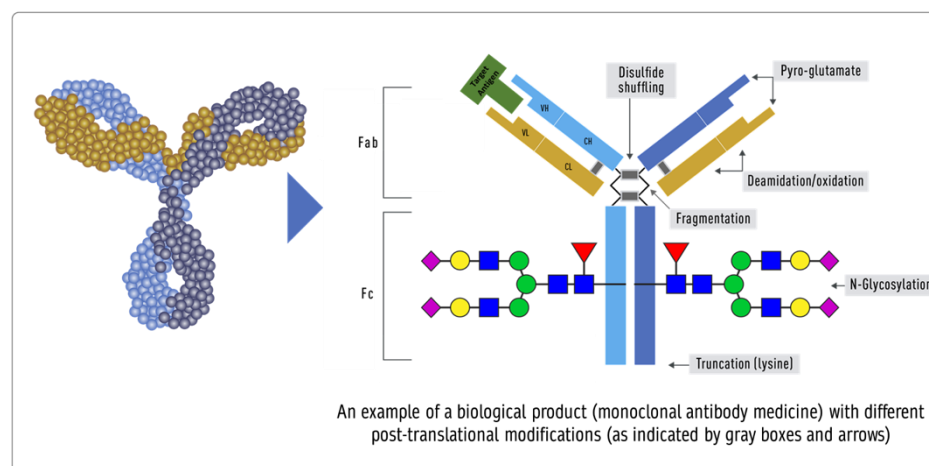 Target
Antigen
Disulfide
shuffling
Pyro-glutamate
VH
VL
CH
CL
Fab
Deamidation/oxidation
Fragmentation
Fc
N-Glycosylation
Truncation (lysine)
An example of a biological product (monoclonal antibody medicine) with different
post-translational modifications (as indicated by gray boxes and arrows)